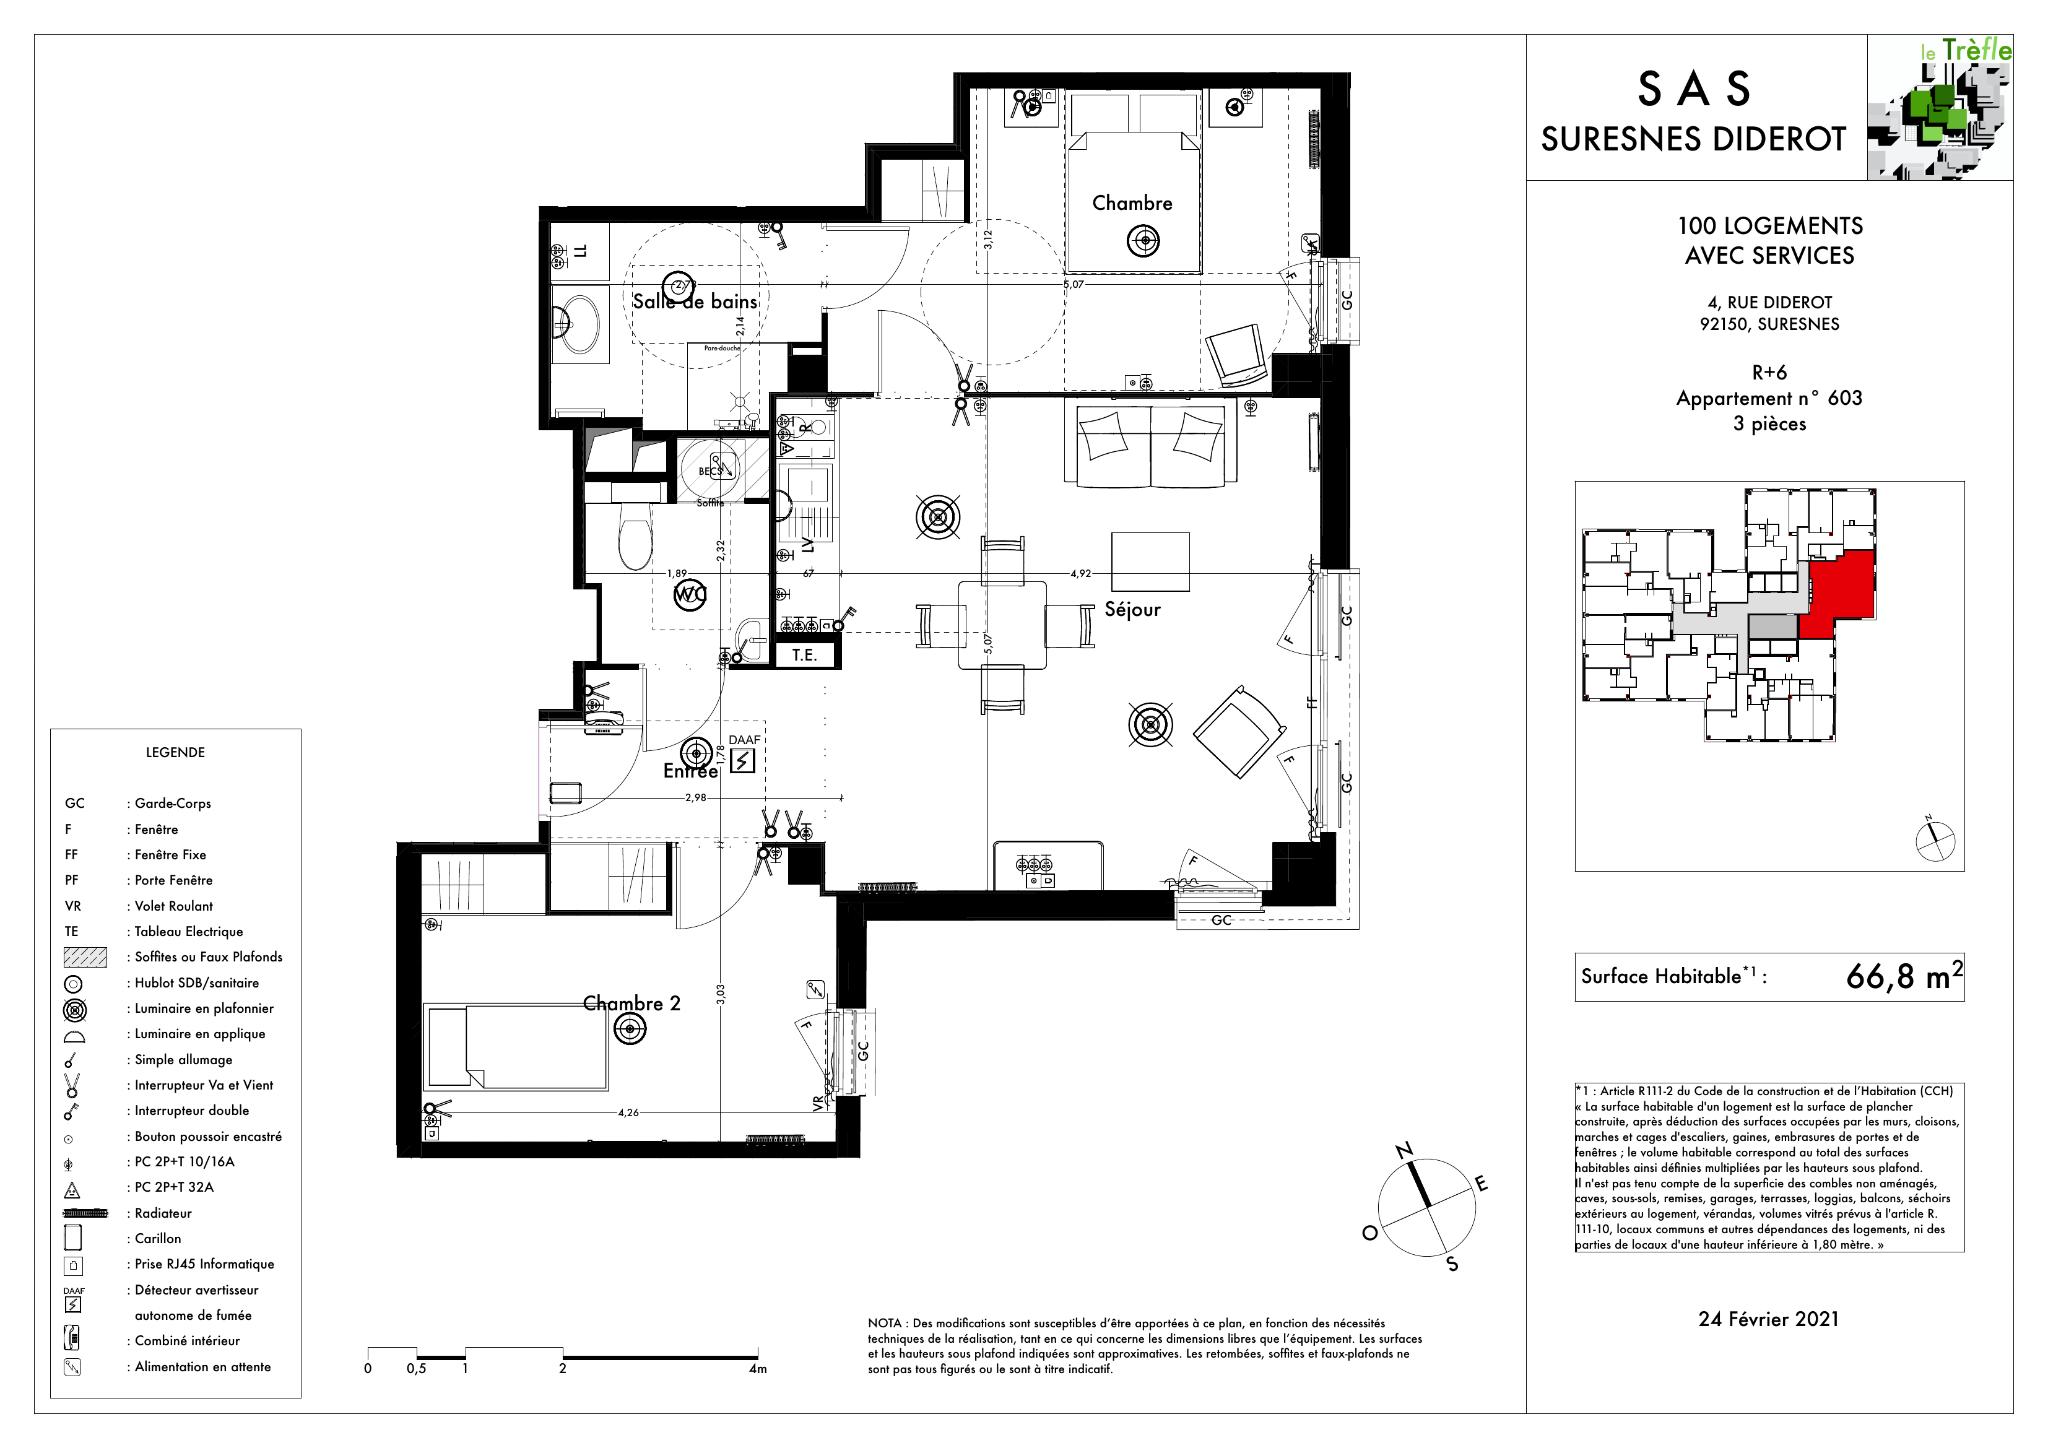 le Trèfle
S A S
SURESNES DIDEROT
100 LOGEMENTS
AVEC SERVICES
4, RUE DIDEROT
92150, SURESNES
R+6
Appartement n° 603
3 pièces
N
Surface Habitable*1 : 66,8 m2
*1 : Article R111-2 du Code de la construction et de l'Habitation (CCH)
« La surface habitable d'un logement est la surface de plancher
construite, après déduction des surfaces occupées par les murs, cloisons,
marches et cages d'escaliers, gaines, embrasures de portes et de
fenêtres ; le volume habitable correspond au total des surfaces
habitables ainsi définies multipliées par les hauteurs sous plafond.
Il n'est pas tenu compte de la superficie des combles non aménagés,
caves, sous-sols, remises, garages, terrasses, loggias, balcons, séchoirs
extérieurs au logement, vérandas, volumes vitrés prévus à l'article R.
111-10, locaux communs et autres dépendances des logements, ni des
parties de locaux d'une hauteur inférieure à 1,80 mètre. »
24 Février 2021
Chambre
3,12
5,07
F
GC
LL
Salle de bains
2,14
Pare-douche
R
BECS
Soffite
LV
2,32
1,89
67
4,92
WC
T.E.
Séjour
5,07
F
GC
FF
F
GC
F
GC
DAAF
Entrée
1,78
2,98
Chambre 2
3,03
4,26
F
GC
VR
LEGENDE
GC : Garde-Corps
F : Fenêtre
FF : Fenêtre Fixe
PF : Porte Fenêtre
VR : Volet Roulant
TE : Tableau Electrique
: Soffites ou Faux Plafonds
: Hublot SDB/sanitaire
: Luminaire en plafonnier
: Luminaire en applique
: Simple allumage
: Interrupteur Va et Vient
: Interrupteur double
: Bouton poussoir encastré
: PC 2P+T 10/16A
: PC 2P+T 32A
: Radiateur
: Carillon
: Prise RJ45 Informatique
DAAF : Détecteur avertisseur
autonome de fumée
: Combiné intérieur
: Alimentation en attente
0 0,5 1 2 4m
NOTA : Des modifications sont susceptibles d'être apportées à ce plan, en fonction des nécessités
techniques de la réalisation, tant en ce qui concerne les dimensions libres que l'équipement. Les surfaces
et les hauteurs sous plafond indiquées sont approximatives. Les retombées, soffites et faux-plafonds ne
sont pas tous figurés ou le sont à titre indicatif.
N
E
O
S